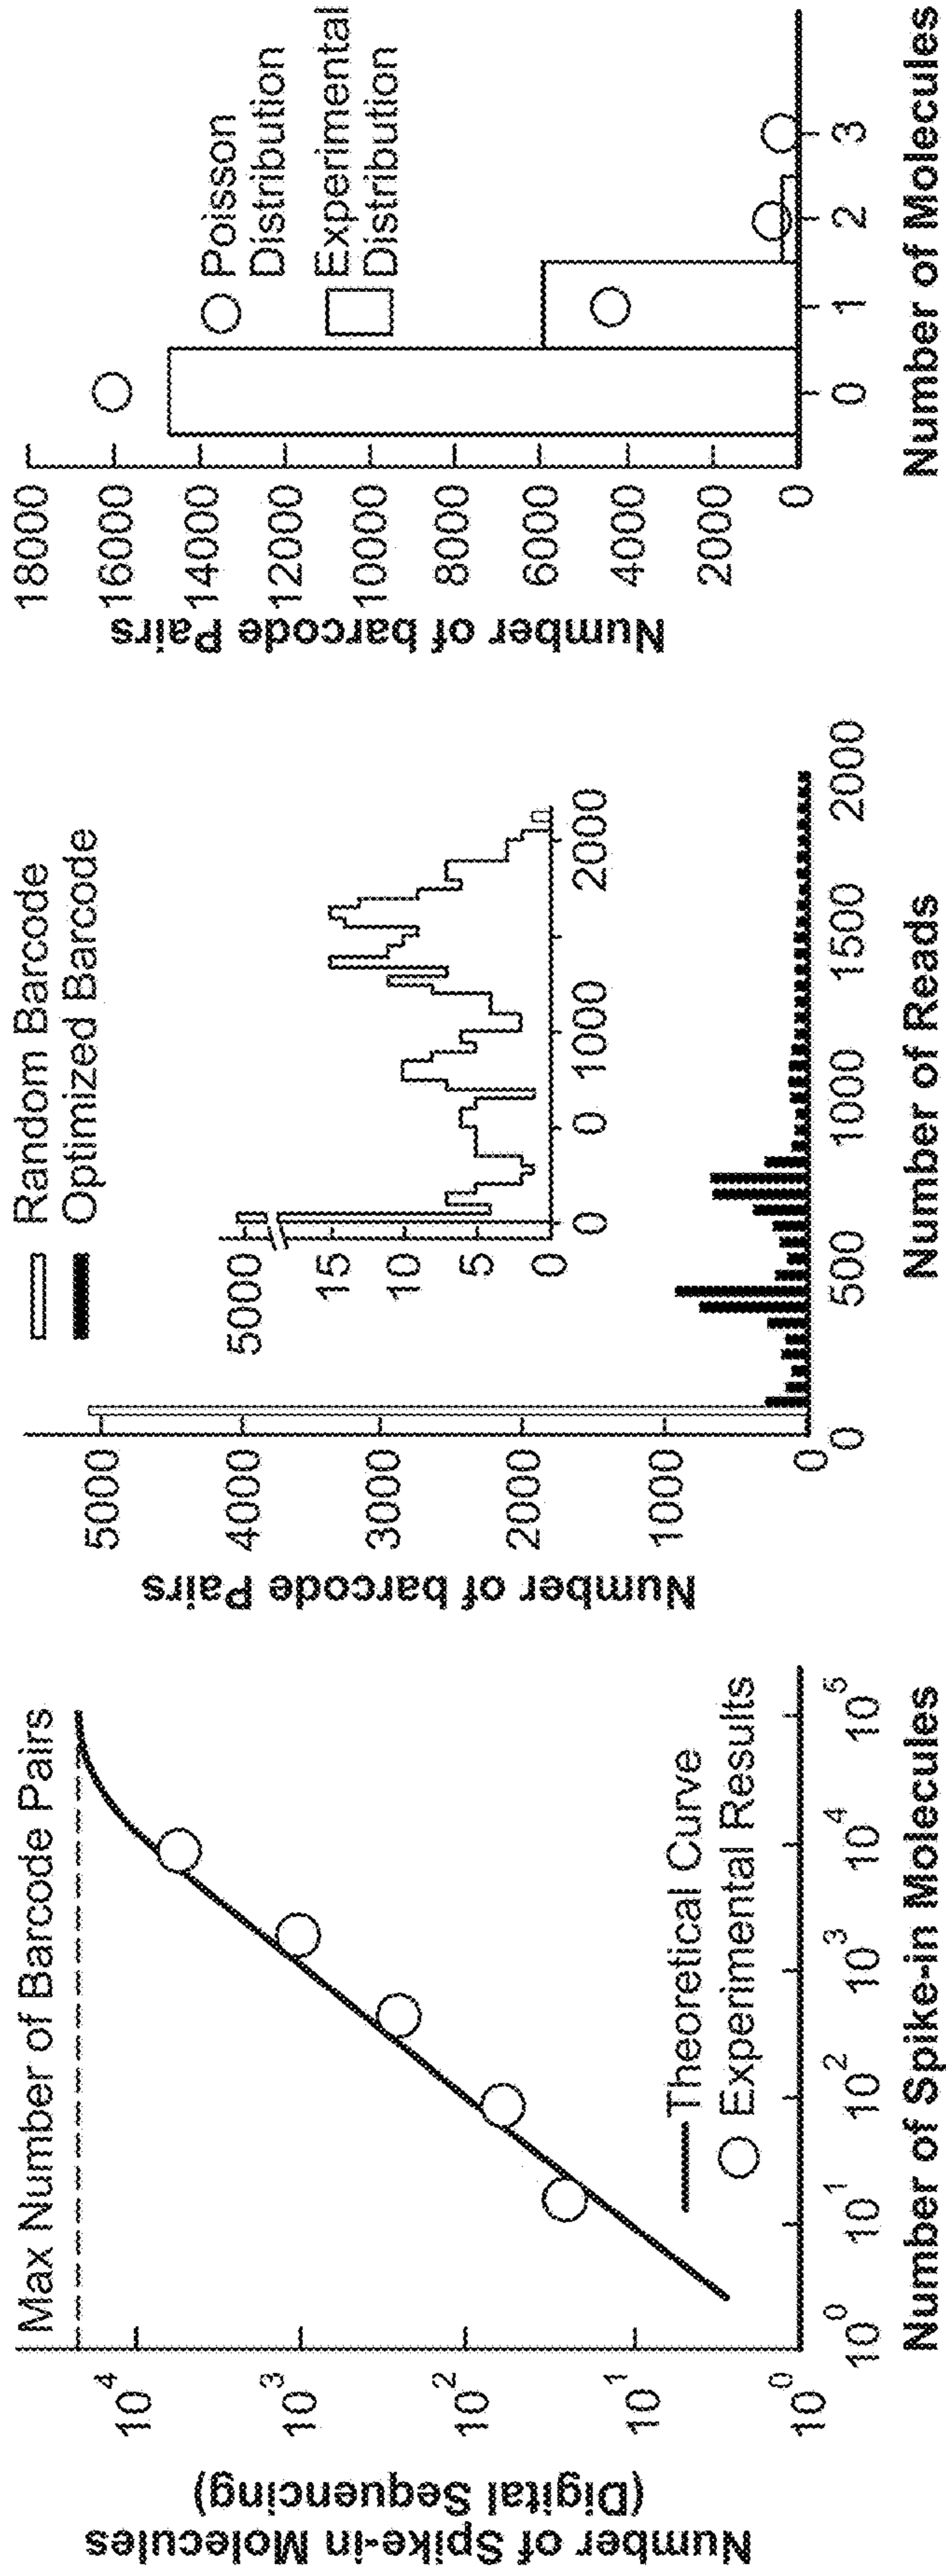 Max Number of Barcode Pairs
10^4
10^3
10^2
10^1
10^0
Number of Spike-in Molecules
(Digital Sequencing)
Theoretical Curve
Experimental Results
10^0
10^1
10^2
10^3
10^4
10^5
Number of Spike-in Molecules
Random Barcode
Optimized Barcode
5000
4000
3000
2000
1000
0
Number of barcode Pairs
5000
15
10
5
0
0
0
1000
2000
0
500
1000
1500
2000
Number of Reads
18000
16000
14000
12000
10000
8000
6000
4000
2000
0
Number of barcode Pairs
Poisson
Distribution
Experimental
Distribution
0
1
2
3
Number of Molecules